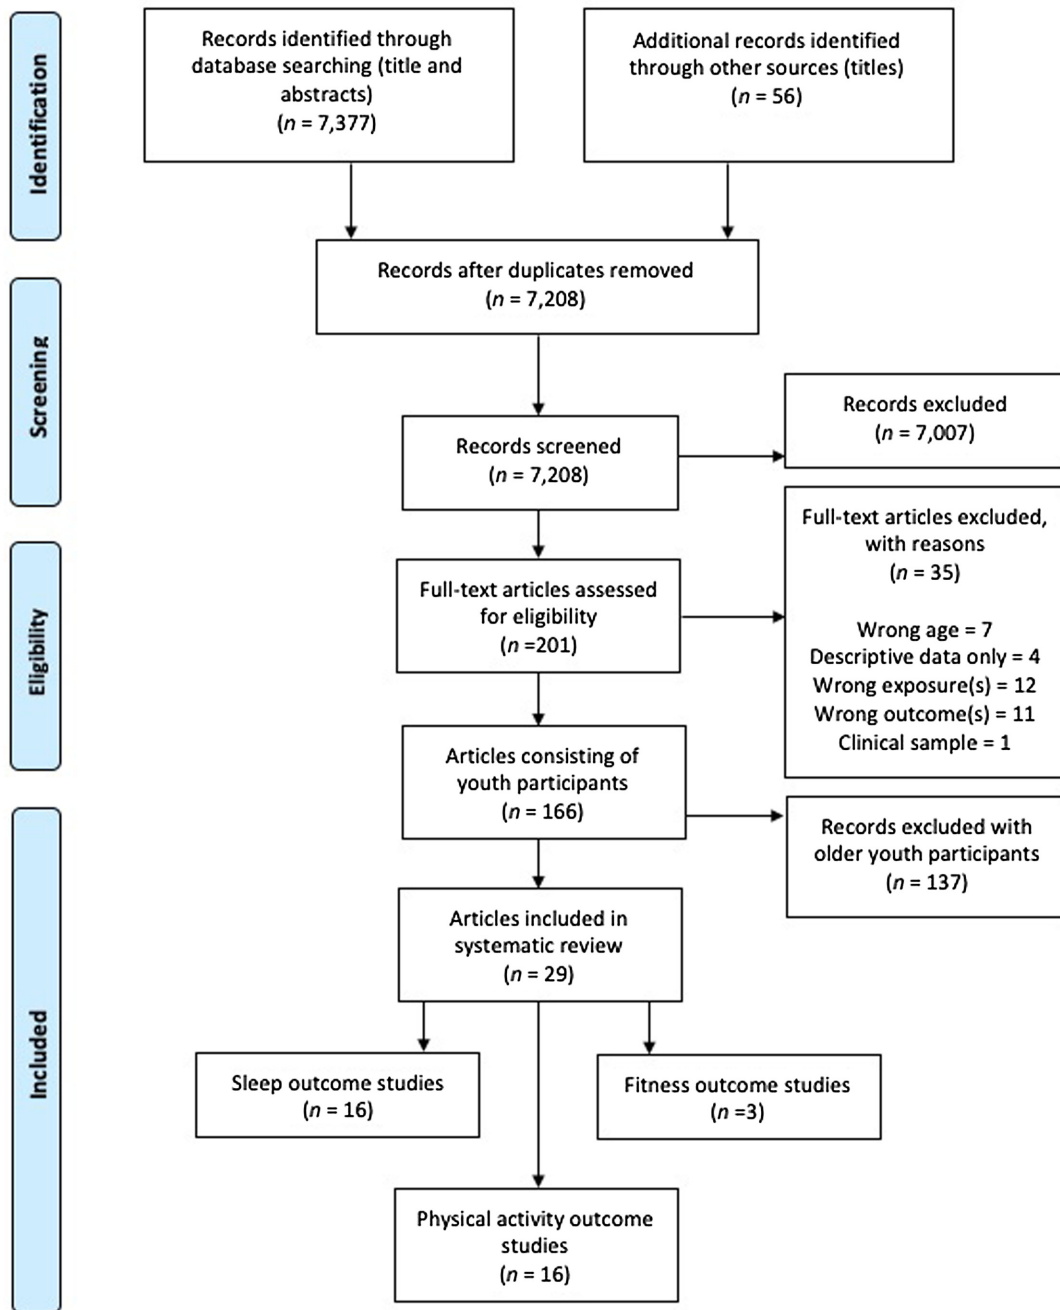 Identification
Records identified through
database searching (title and
abstracts)
(n = 7,377)
Additional records identified
through other sources (titles)
(n = 56)
Records after duplicates removed
(n = 7,208)
Screening
Records screened
(n = 7,208)
Records excluded
(n = 7,007)
Eligibility
Full-text articles assessed
for eligibility
(n =201)
Full-text articles excluded,
with reasons
(n = 35)
Wrong age = 7
Descriptive data only = 4
Wrong exposure(s) = 12
Wrong outcome(s) = 11
Clinical sample = 1
Articles consisting of
youth participants
(n = 166)
Records excluded with
older youth participants
(n = 137)
Included
Articles included in
systematic review
(n = 29)
Sleep outcome studies
(n = 16)
Fitness outcome studies
(n =3)
Physical activity outcome
studies
(n = 16)